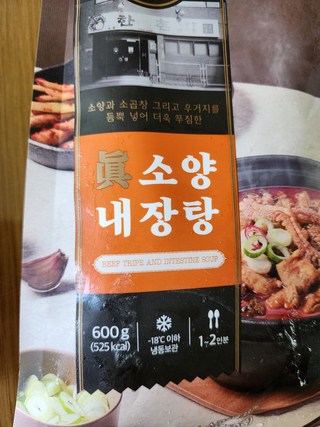 소양과 소곱창 그리고 우거지를
듬뿍 넣어 더욱 푸짐한
眞 소양
내장탕
BEEF TRIPE AND INTESTINE SOUP
600g
(525kcal)
-18℃ 이하
냉동보관
1~2인분